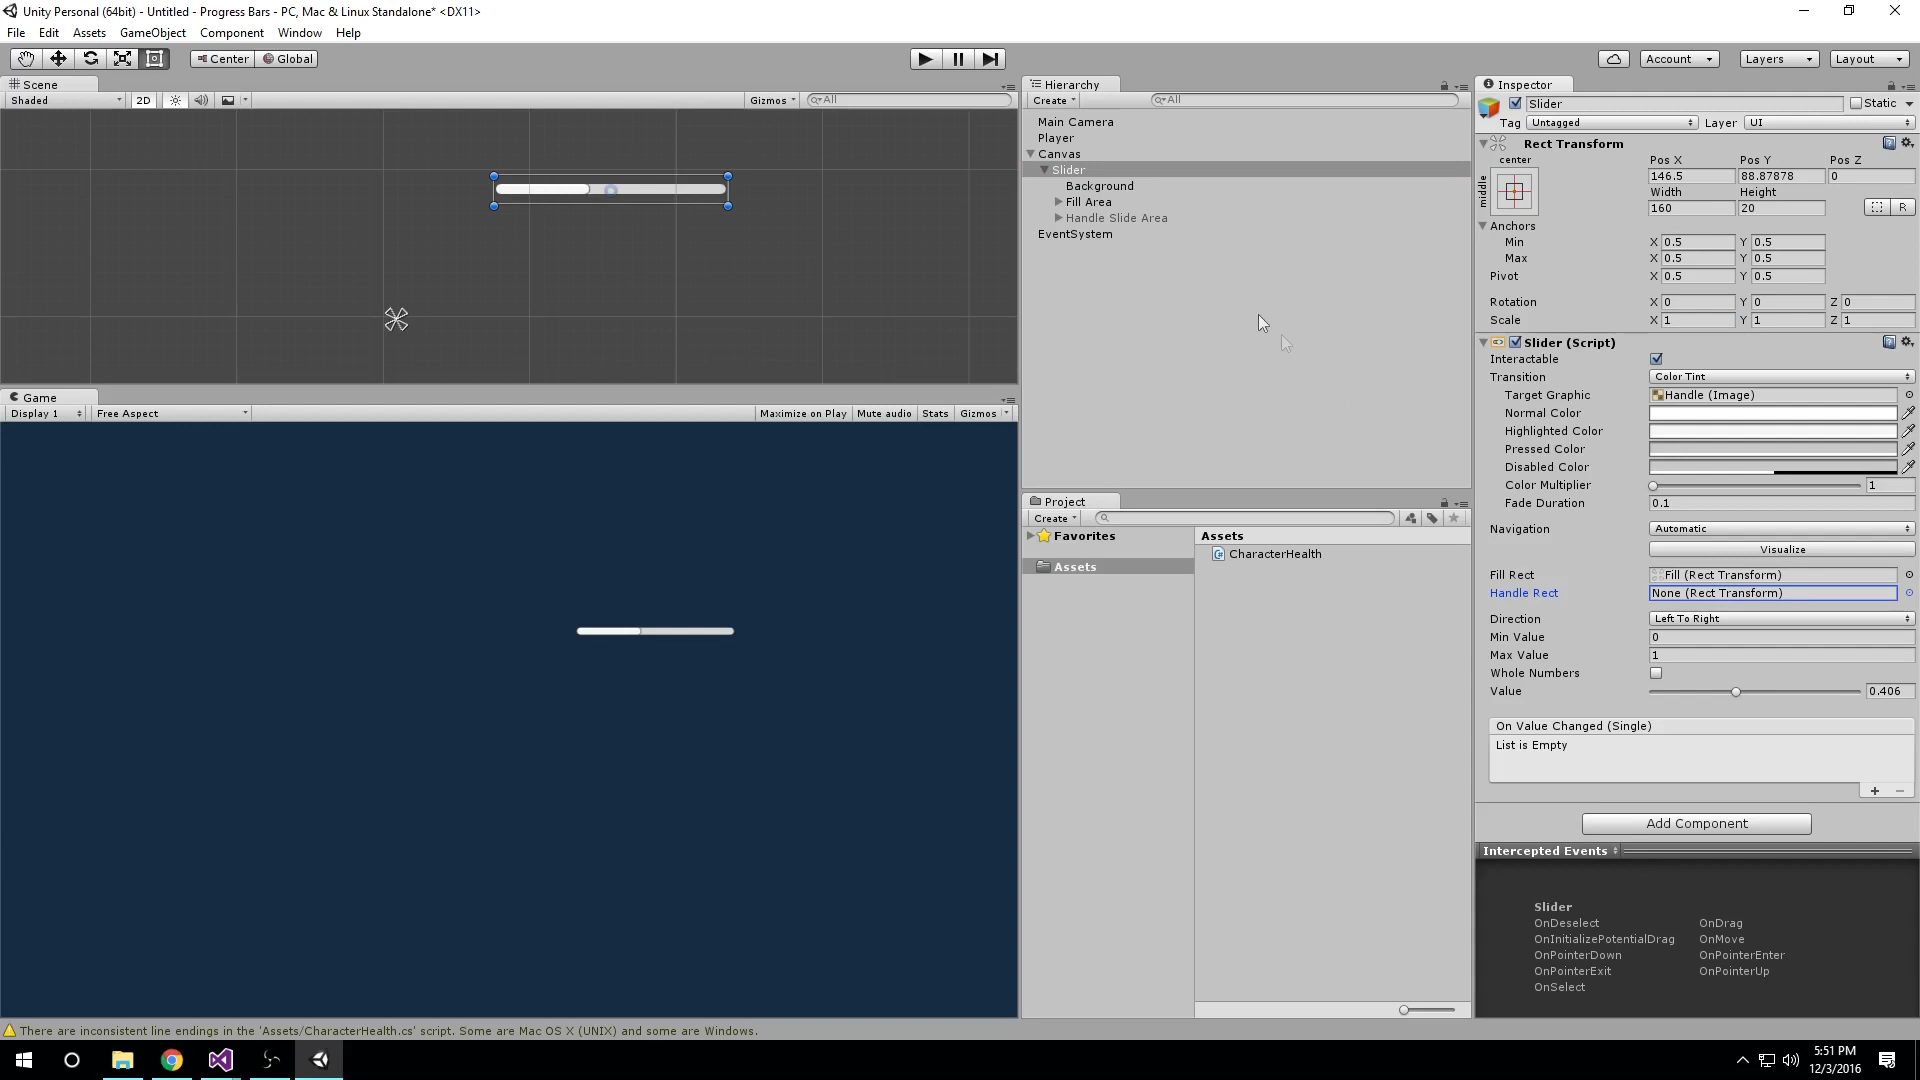 Unity Personal (64bit) - Untitled - Progress Bars - PC, Mac & Linux Standalone* <DX11>
File Edit Assets GameObject Component Window Help
Center Global Account Layers Layout
Scene
Shaded 2D Gizmos All
Game
Display 1 Free Aspect Maximize on Play Mute audio Stats Gizmos
Hierarchy
Create All
Main Camera
Player
Canvas
Slider
Background
Fill Area
Handle Slide Area
EventSystem
Project
Create
Favorites
Assets
Assets
CharacterHealth
Inspector
Slider Static
Tag Untagged Layer UI
Rect Transform
center
middle
Pos X Pos Y Pos Z
146.5 88.87878 0
Width Height
160 20 R
Anchors
Min X 0.5 Y 0.5
Max X 0.5 Y 0.5
Pivot X 0.5 Y 0.5
Rotation X 0 Y 0 Z 0
Scale X 1 Y 1 Z 1
Slider (Script)
Interactable
Transition Color Tint
Target Graphic Handle (Image)
Normal Color
Highlighted Color
Pressed Color
Disabled Color
Color Multiplier 1
Fade Duration 0.1
Navigation Automatic
Visualize
Fill Rect Fill (Rect Transform)
Handle Rect None (Rect Transform)
Direction Left To Right
Min Value 0
Max Value 1
Whole Numbers
Value 0.406
On Value Changed (Single)
List is Empty
+ −
Add Component
Intercepted Events
Slider
OnDeselect OnDrag
OnInitializePotentialDrag OnMove
OnPointerDown OnPointerEnter
OnPointerExit OnPointerUp
OnSelect
There are inconsistent line endings in the 'Assets/CharacterHealth.cs' script. Some are Mac OS X (UNIX) and some are Windows.
5:51 PM
12/3/2016